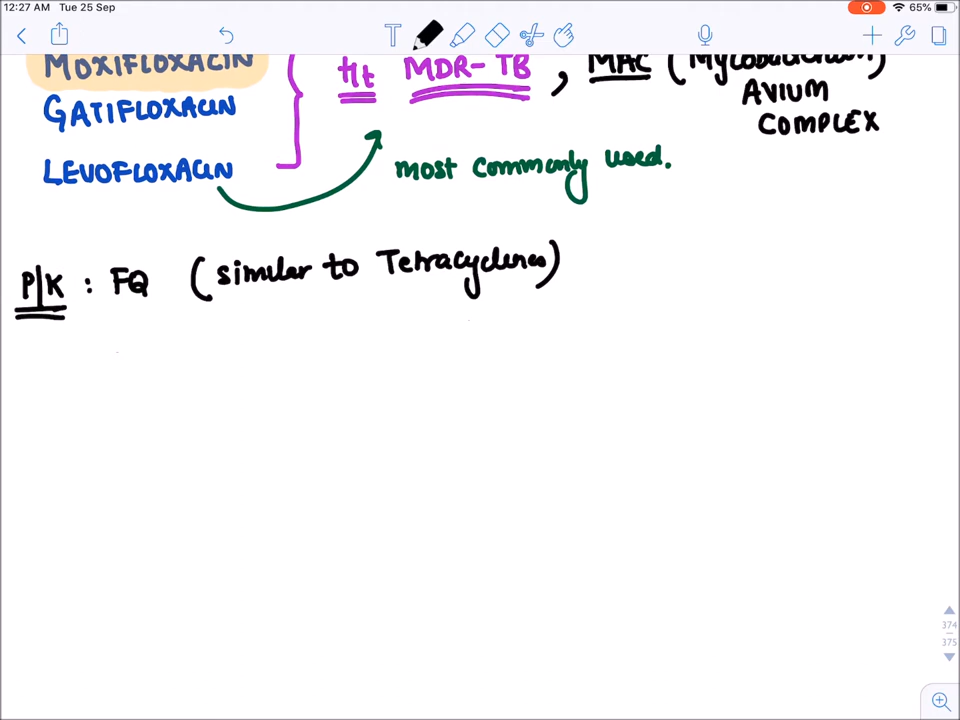 12:27 AM Tue 25 Sep 65%
MOXIFLOXACIN
GATIFLOXACIN
LEVOFLOXACIN
MDR-TB , MAC (Mycobacterium)
AVIUM
COMPLEX
most commonly used.
P|K : FQ (similar to Tetracyclines)
374
375